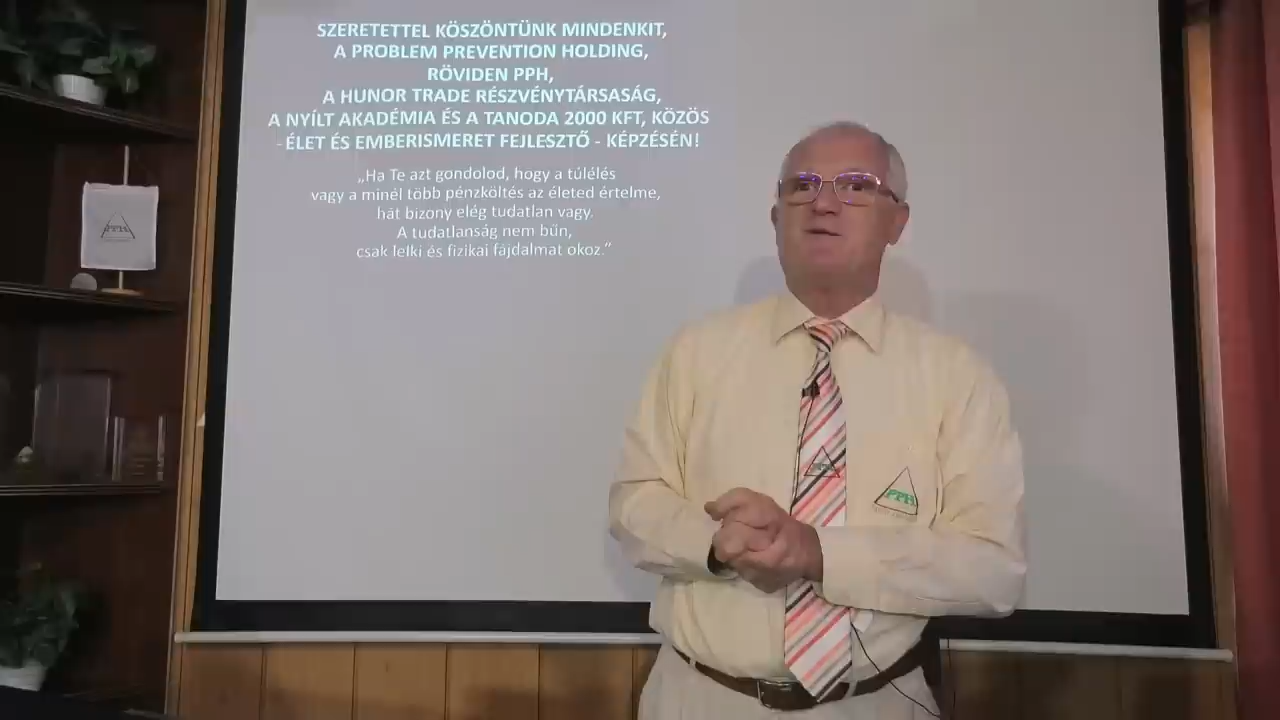 SZERETETTEL KÖSZÖNTÜNK MINDENKIT,
A PROBLEM PREVENTION HOLDING,
RÖVIDEN PPH,
A HUNOR TRADE RÉSZVÉNYTÁRSASÁG,
A NYÍLT AKADÉMIA ÉS A TANODA 2000 KFT, KÖZÖS
- ÉLET ÉS EMBERISMERET FEJLESZTŐ - KÉPZÉSÉN!
„Ha Te azt gondolod, hogy a túlélés
vagy a minél több pénzköltés az életed értelme,
hát bizony elég tudatlan vagy.
A tudatlanság nem bűn,
csak lelki és fizikai fájdalmat okoz.”
PPH
PPH
PPH